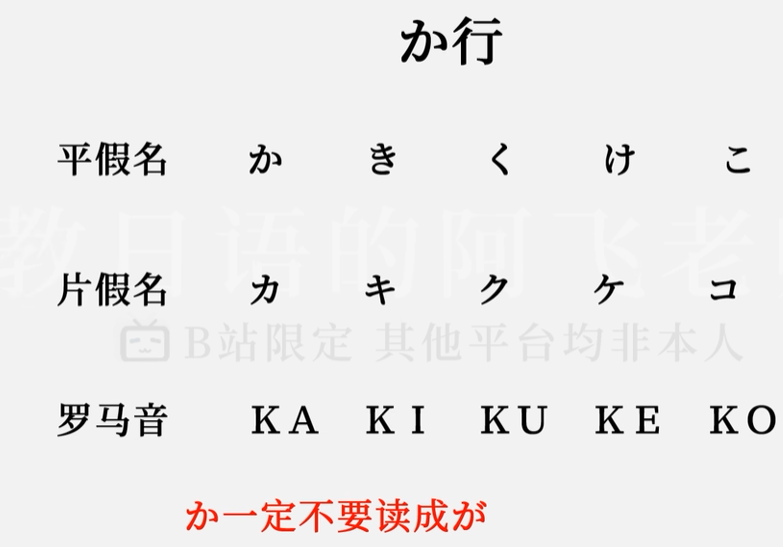 か行
平假名 か き く け こ
教日语的阿飞老
片假名 カ キ ク ケ コ
B站限定 其他平台均非本人
罗马音 KA KI KU KE KO
か一定不要读成が